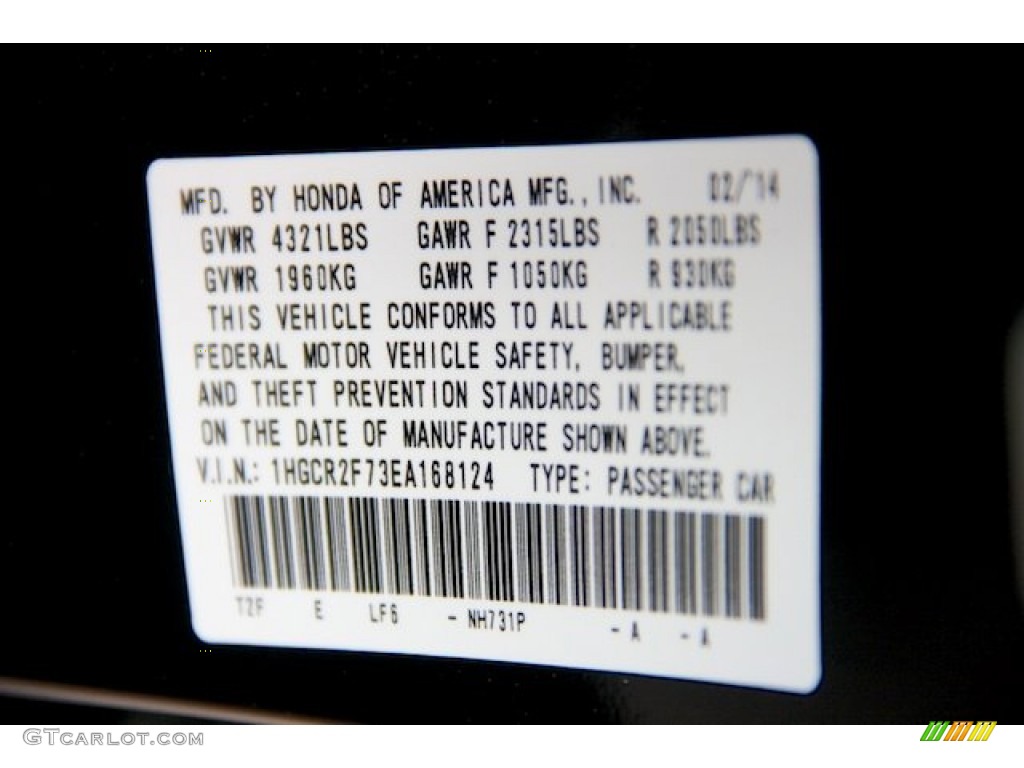 MFD. BY HONDA OF AMERICA MFG., INC. 02/'14
GVWR 4321LBS GAWR F 2315LBS R 2050LBS
GVWR 1960KG GAWR F 1050KG R 930KG
THIS VEHICLE CONFORMS TO ALL APPLICABLE
FEDERAL MOTOR VEHICLE SAFETY, BUMPER,
AND THEFT PREVENTION STANDARDS IN EFFECT
ON THE DATE OF MANUFACTURE SHOWN ABOVE.
V.I.N.: 1HGCR2F73EA168124 TYPE: PASSENGER CAR
T2F E LF6 - NH731P - A - A
GTCARLOT.COM